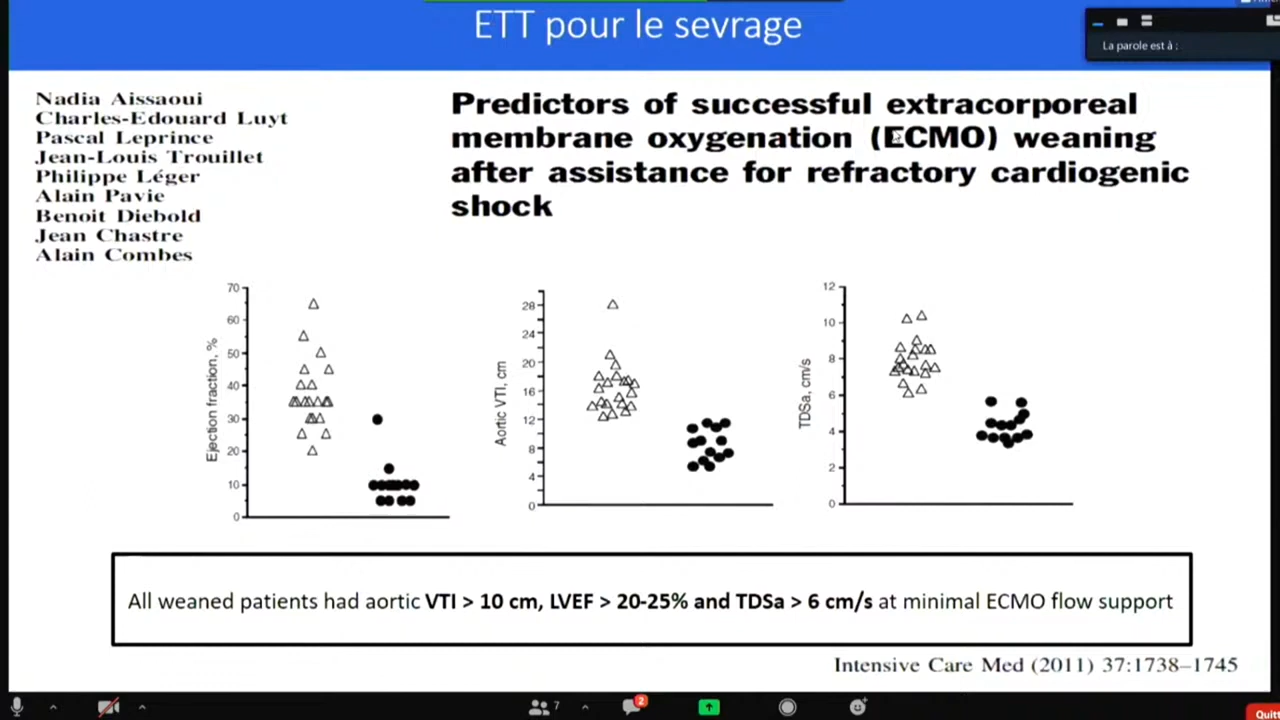 ETT pour le sevrage
La parole est à :
Nadia Aissaoui
Charles-Edouard Luyt
Pascal Leprince
Jean-Louis Trouillet
Philippe Léger
Alain Pavie
Benoit Diebold
Jean Chastre
Alain Combes
Predictors of successful extracorporeal
membrane oxygenation (ECMO) weaning
after assistance for refractory cardiogenic
shock
Ejection fraction, %
70
60
50
40
30
20
10
0
Aortic VTI, cm
28
24
20
16
12
8
4
0
TDSa, cm/s
12
10
8
6
4
2
0
All weaned patients had aortic VTI > 10 cm, LVEF > 20-25% and TDSa > 6 cm/s at minimal ECMO flow support
Intensive Care Med (2011) 37:1738–1745
7
2
Quitt